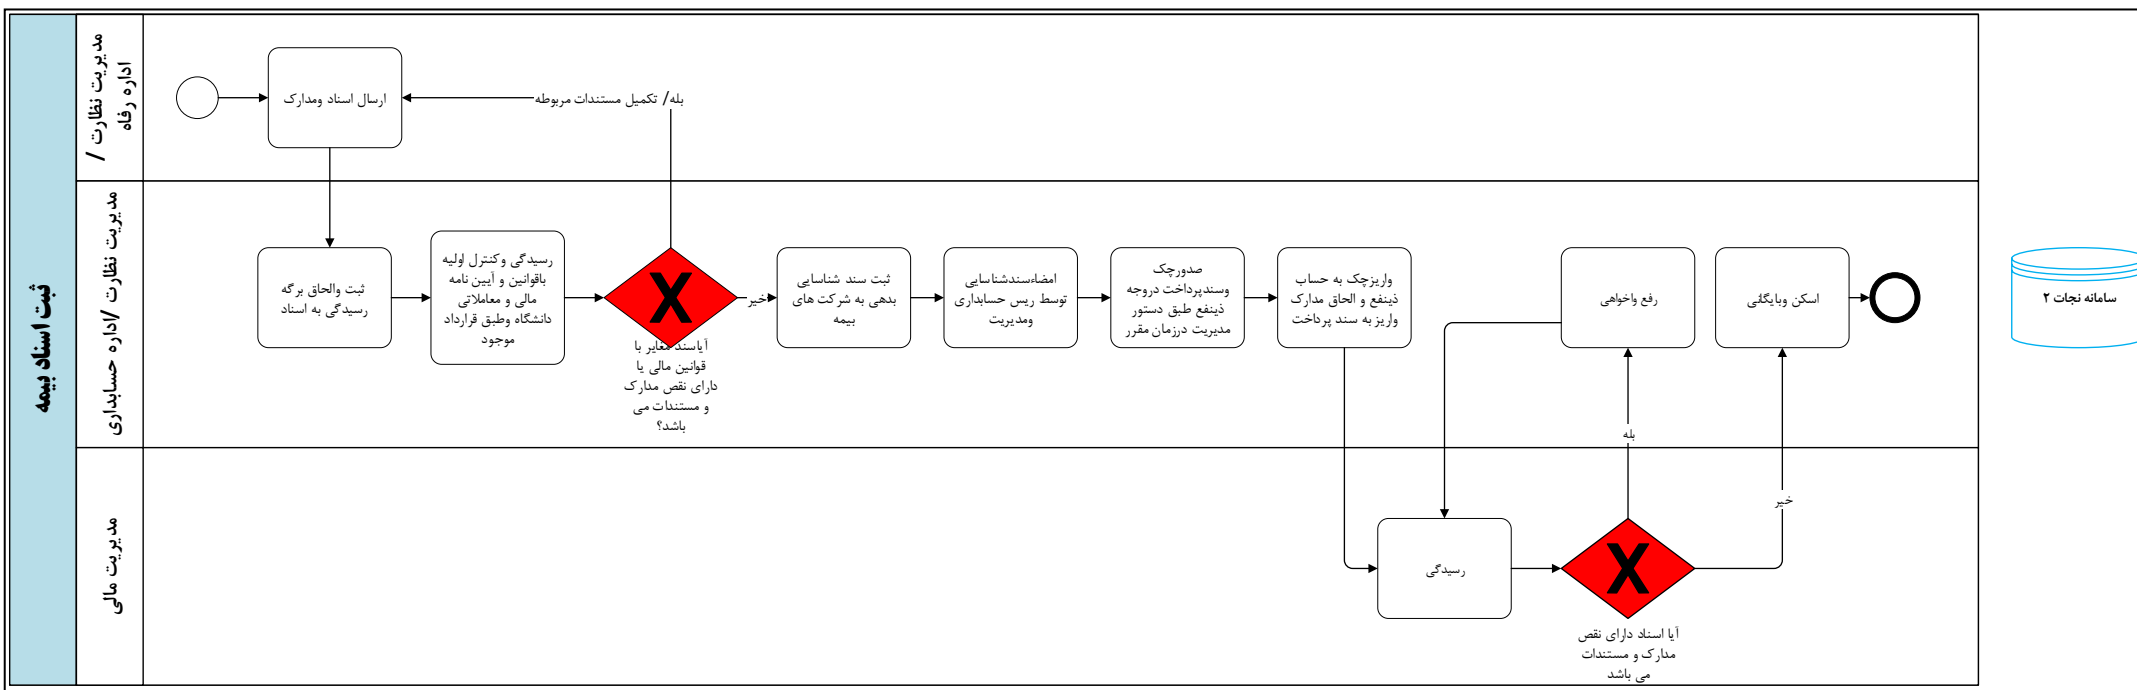 ثبت اسناد بیمه
مدیریت نظارت /
اداره رفاه
ارسال اسناد ومدارک
بله/ تکمیل مستندات مربوطه
مدیریت نظارت /اداره حسابداری
ثبت والحاق برگه
رسیدگی به اسناد
رسیدگی وکنترل اولیه
باقوانین و آیین نامه
مالی و معاملاتی
دانشگاه وطبق قرارداد
موجود
X
آیاسند مغایر با
قوانین مالی یا
دارای نقص مدارک
و مستندات می
باشد؟
خیر
ثبت سند شناسایی
بدهی به شرکت های
بیمه
امضاءسندشناسایی
توسط ریس حسابداری
ومدیریت
صدورچک
وسندپرداخت دروجه
ذینفع طبق دستور
مدیریت درزمان مقرر
واریزچک به حساب
ذینفع و الحاق مدارک
واریز به سند پرداخت
رفع واخواهی
اسکن وبایگانی
سامانه نجات ۲
مدیریت مالی
رسیدگی
X
آیا اسناد دارای نقص
مدارک و مستندات
می باشد
بله
خیر